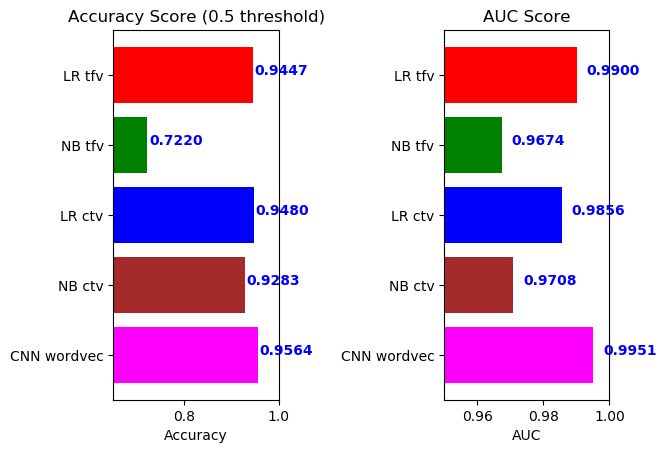 Accuracy Score (0.5 threshold)
LR tfv
0.9447
NB tfv
0.7220
LR ctv
0.9480
NB ctv
0.9283
CNN wordvec
0.9564
0.8
1.0
Accuracy
AUC Score
LR tfv
0.9900
NB tfv
0.9674
LR ctv
0.9856
NB ctv
0.9708
CNN wordvec
0.9951
0.96
0.98
1.00
AUC